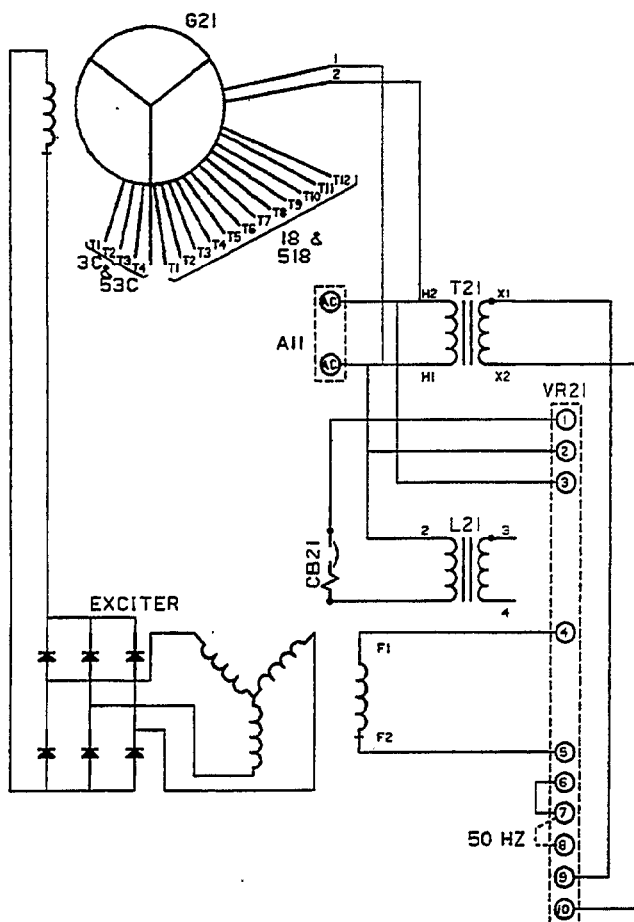 G21
1
2
T1
T2
T3
T4
3C &
53C
T1
T2
T3
T4
T5
T6
T7
T8
T9
T10
T11
T12
18 &
518
A11
AC
AC
H2
T21
X1
H1
X2
VR21
1
2
3
2
L21
3
CB21
4
EXCITER
4
F1
F2
5
6
7
50 HZ
8
9
10